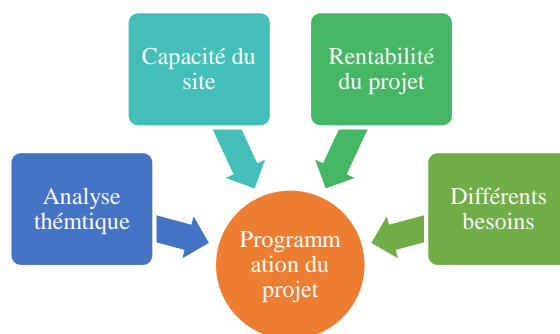 Capacité du
site
Rentabilité
du projet
Analyse
thémtique
Différents
besoins
Programm
ation du
projet